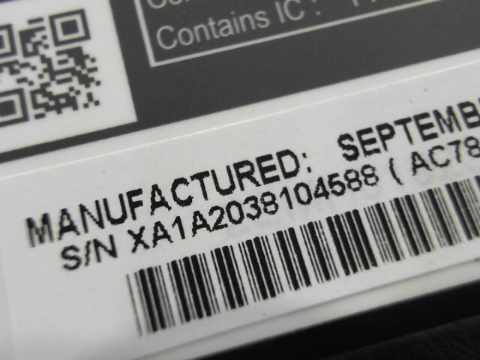 Contains IC :
MANUFACTURED: SEPTEMB
S/N XA1A2038104588 ( AC78